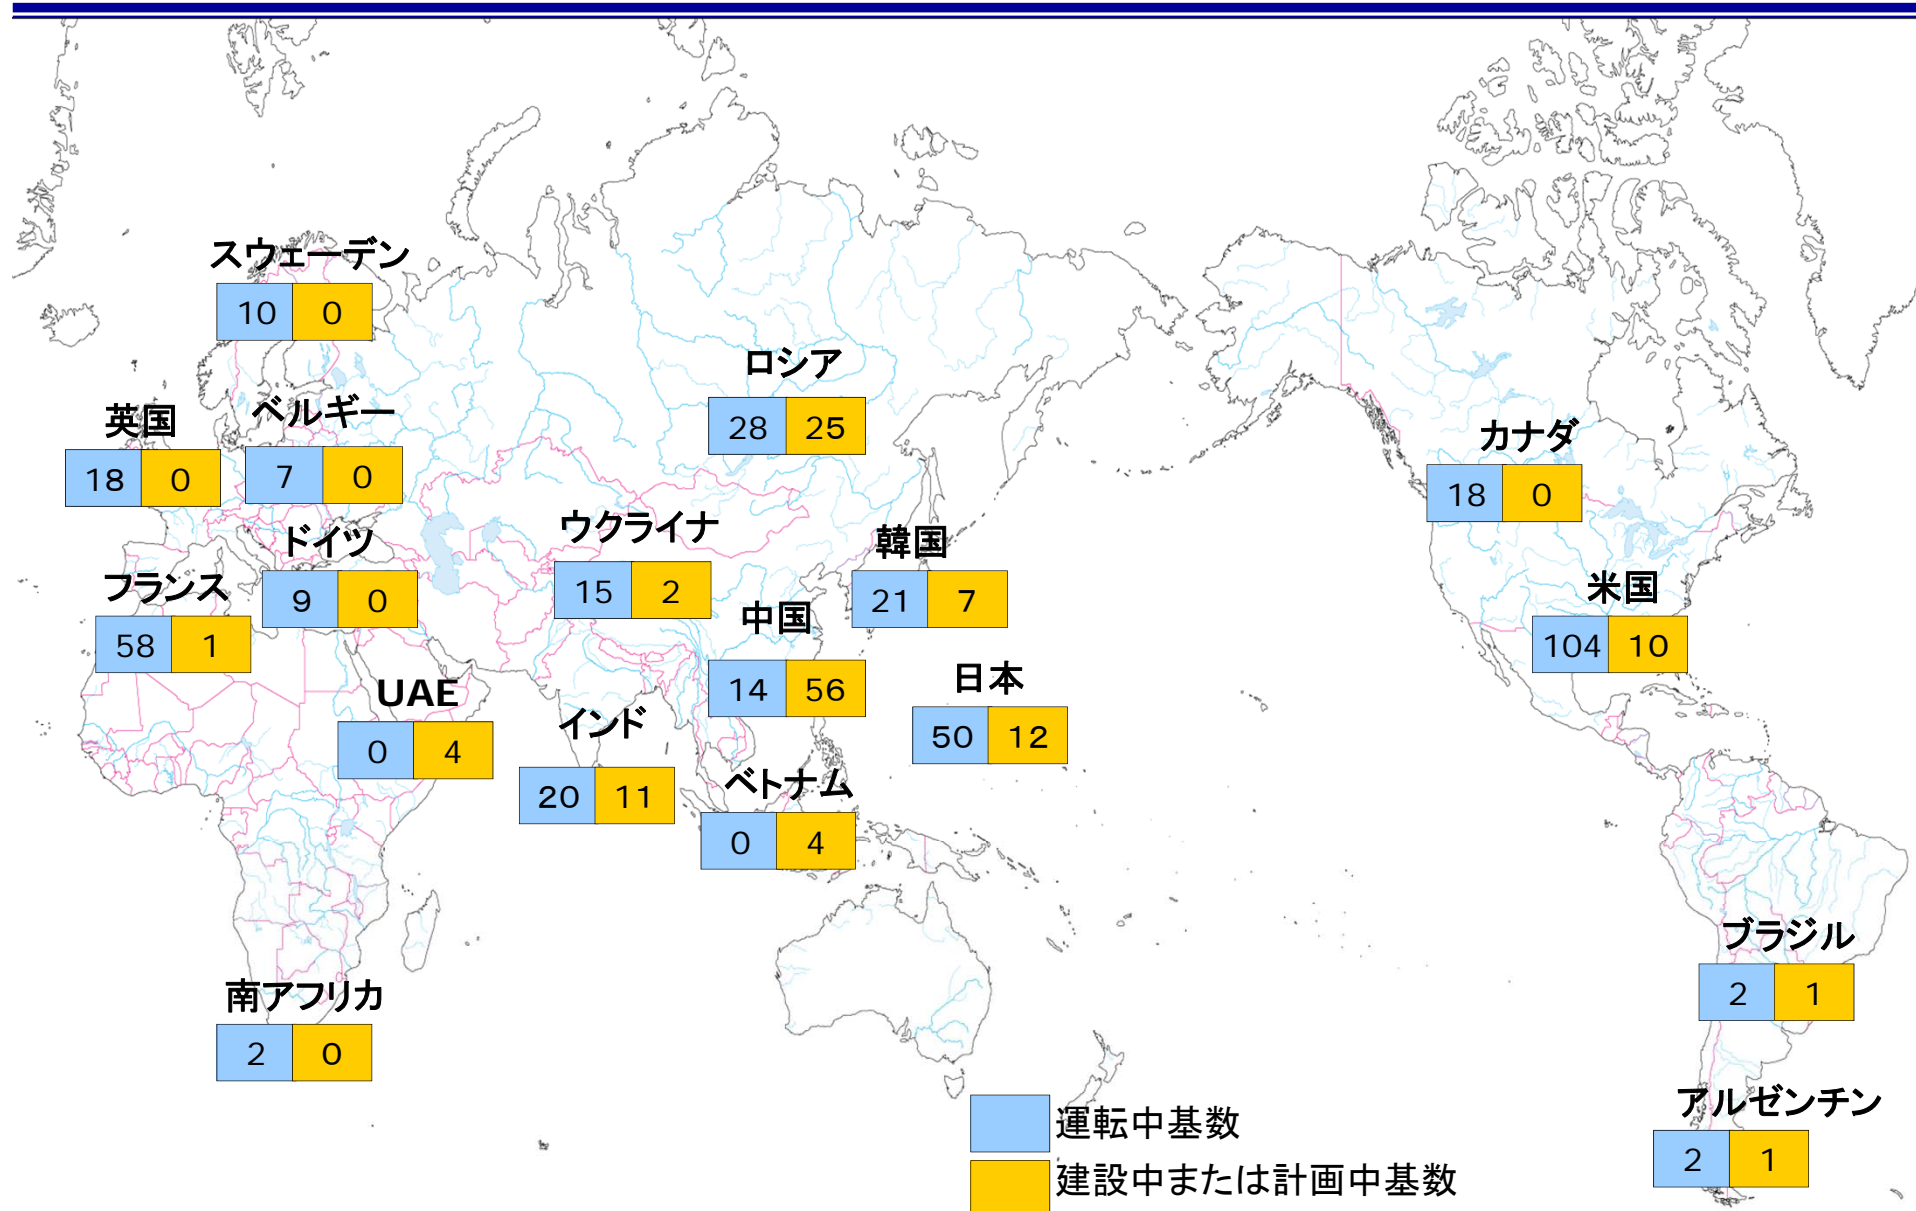 スウェーデン
10 0
ロシア
28 25
英国
18 0
ベルギー
7 0
カナダ
18 0
ウクライナ
15 2
韓国
21 7
ドイツ
9 0
フランス
58 1
米国
104 10
中国
14 56
日本
50 12
UAE
0 4
インド
20 11
ベトナム
0 4
ブラジル
2 1
南アフリカ
2 0
アルゼンチン
2 1
運転中基数
建設中または計画中基数